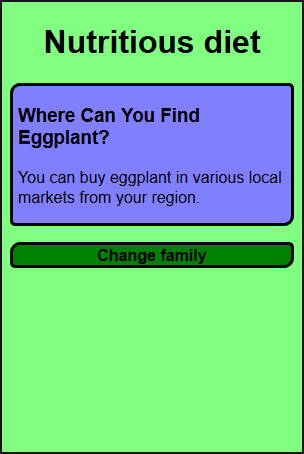 Nutritious diet
Where Can You Find
Eggplant?
You can buy eggplant in various local
markets from your region.
Change family